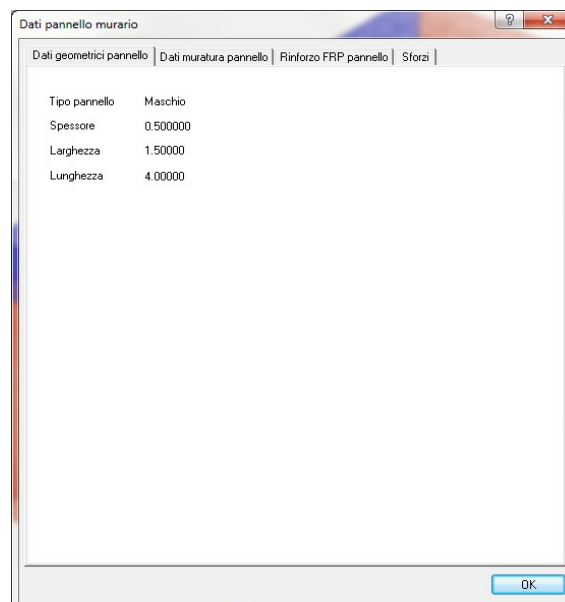 Dati pannello murario
Dati geometrici pannello Dati muratura pannello Rinforzo FRP pannello Sforzi
Tipo pannello Maschio
Spessore 0.500000
Larghezza 1.50000
Lunghezza 4.00000
OK